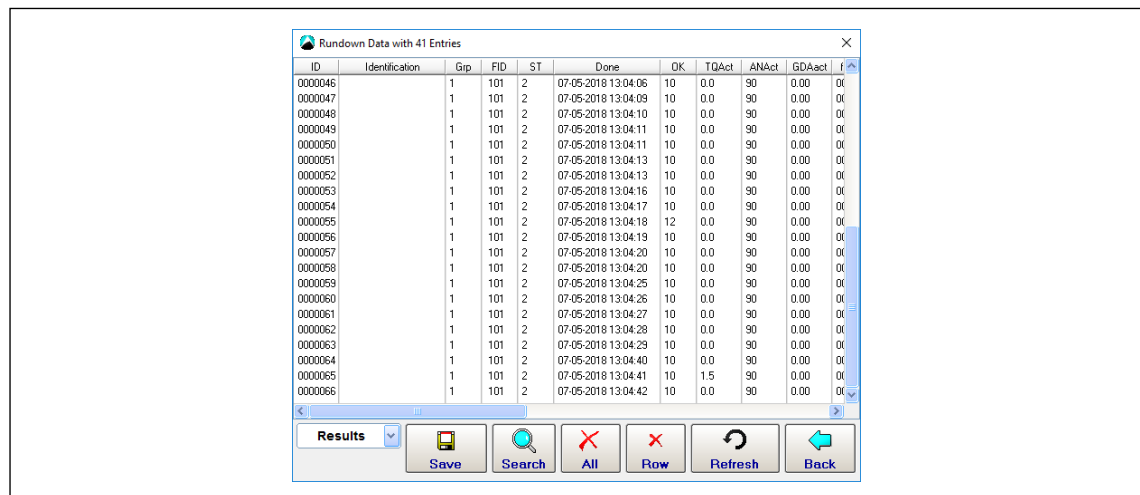 Rundown Data with 41 Entries
ID Identification Grp FID ST Done OK TQAct ANAct GDAact
0000046 1 101 2 07-05-2018 13:04:06 10 0.0 90 0.00
0000047 1 101 2 07-05-2018 13:04:09 10 0.0 90 0.00
0000048 1 101 2 07-05-2018 13:04:10 10 0.0 90 0.00
0000049 1 101 2 07-05-2018 13:04:11 10 0.0 90 0.00
0000050 1 101 2 07-05-2018 13:04:11 10 0.0 90 0.00
0000051 1 101 2 07-05-2018 13:04:13 10 0.0 90 0.00
0000052 1 101 2 07-05-2018 13:04:13 10 0.0 90 0.00
0000053 1 101 2 07-05-2018 13:04:16 10 0.0 90 0.00
0000054 1 101 2 07-05-2018 13:04:17 10 0.0 90 0.00
0000055 1 101 2 07-05-2018 13:04:18 12 0.0 90 0.00
0000056 1 101 2 07-05-2018 13:04:19 10 0.0 90 0.00
0000057 1 101 2 07-05-2018 13:04:20 10 0.0 90 0.00
0000058 1 101 2 07-05-2018 13:04:20 10 0.0 90 0.00
0000059 1 101 2 07-05-2018 13:04:25 10 0.0 90 0.00
0000060 1 101 2 07-05-2018 13:04:26 10 0.0 90 0.00
0000061 1 101 2 07-05-2018 13:04:27 10 0.0 90 0.00
0000062 1 101 2 07-05-2018 13:04:28 10 0.0 90 0.00
0000063 1 101 2 07-05-2018 13:04:29 10 0.0 90 0.00
0000064 1 101 2 07-05-2018 13:04:40 10 0.0 90 0.00
0000065 1 101 2 07-05-2018 13:04:41 10 1.5 90 0.00
0000066 1 101 2 07-05-2018 13:04:42 10 0.0 90 0.00
Results Save Search All Row Refresh Back